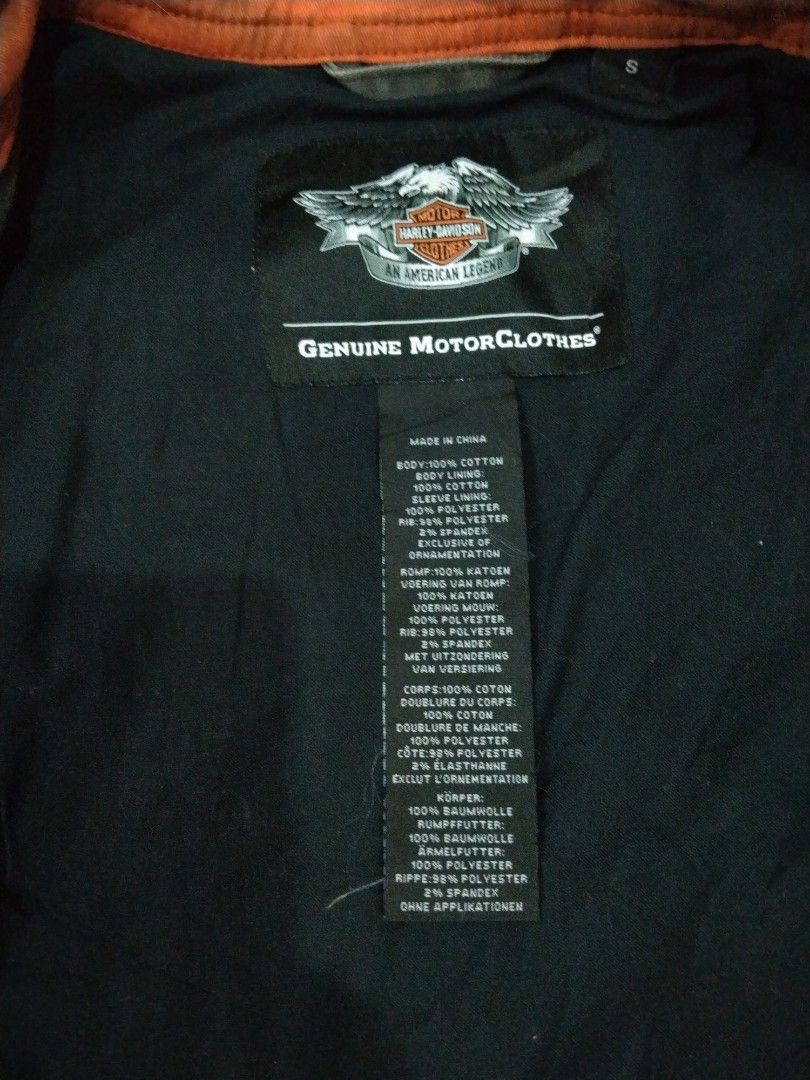 S
MOTOR
HARLEY-DAVIDSON
CLOTHES
AN AMERICAN LEGEND
®
GENUINE MOTORCLOTHES®
MADE IN CHINA
BODY:100% COTTON
BODY LINING:
100% COTTON
SLEEVE LINING:
100% POLYESTER
RIB:98% POLYESTER
2% SPANDEX
EXCLUSIVE OF
ORNAMENTATION
ROMP:100% KATOEN
VOERING VAN ROMP:
100% KATOEN
VOERING MOUW:
100% POLYESTER
RIB:98% POLYESTER
2% SPANDEX
MET UITZONDERING
VAN VERSIERING
CORPS:100% COTON
DOUBLURE DU CORPS:
100% COTON
DOUBLURE DE MANCHE:
100% POLYESTER
CÔTE:98% POLYESTER
2% ÉLASTHANNE
EXCLUT L'ORNEMENTATION
KÖRPER:
100% BAUMWOLLE
RUMPFFUTTER:
100% BAUMWOLLE
ÄRMELFUTTER:
100% POLYESTER
RIPPE:98% POLYESTER
2% SPANDEX
OHNE APPLIKATIONEN